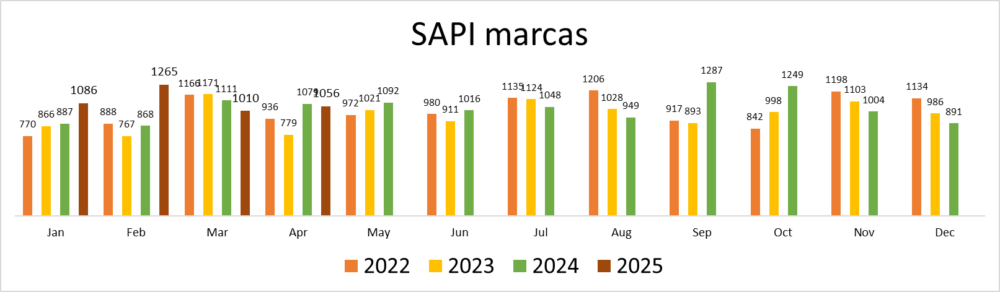 SAPI marcas
770 866 887 1086
888 767 868 1265
1166 1171 1111 1010
936 779 1079 1056
972 1021 1092
980 911 1016
1135 1124 1048
1206 1028 949
917 893 1287
842 998 1249
1198 1103 1004
1134 986 891
Jan Feb Mar Apr May Jun Jul Aug Sep Oct Nov Dec
2022 2023 2024 2025